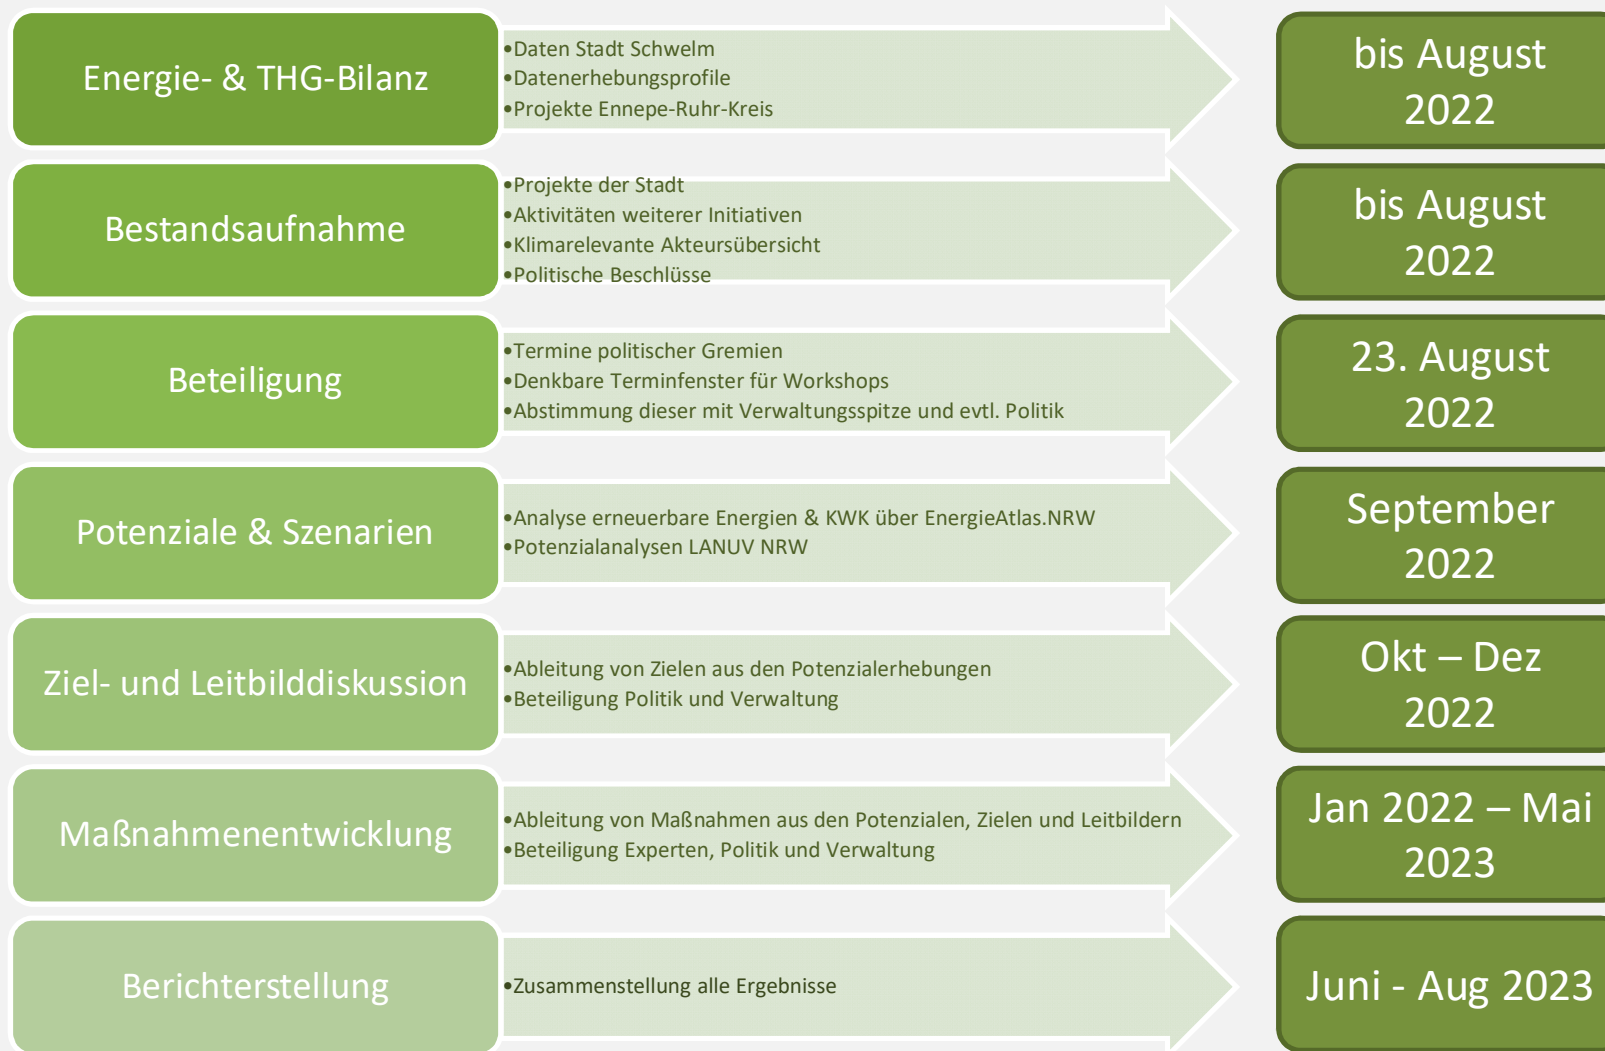 Energie- & THG-Bilanz
•Daten Stadt Schwelm
•Datenerhebungsprofile
•Projekte Ennepe-Ruhr-Kreis
bis August
2022
Bestandsaufnahme
•Projekte der Stadt
•Aktivitäten weiterer Initiativen
•Klimarelevante Akteursübersicht
•Politische Beschlüsse
bis August
2022
Beteiligung
•Termine politischer Gremien
•Denkbare Terminfenster für Workshops
•Abstimmung dieser mit Verwaltungsspitze und evtl. Politik
23. August
2022
Potenziale & Szenarien
•Analyse erneuerbare Energien & KWK über EnergieAtlas.NRW
•Potenzialanalysen LANUV NRW
September
2022
Ziel- und Leitbilddiskussion
•Ableitung von Zielen aus den Potenzialerhebungen
•Beteiligung Politik und Verwaltung
Okt – Dez
2022
Maßnahmenentwicklung
•Ableitung von Maßnahmen aus den Potenzialen, Zielen und Leitbildern
•Beteiligung Experten, Politik und Verwaltung
Jan 2022 – Mai
2023
Berichterstellung
•Zusammenstellung alle Ergebnisse
Juni - Aug 2023